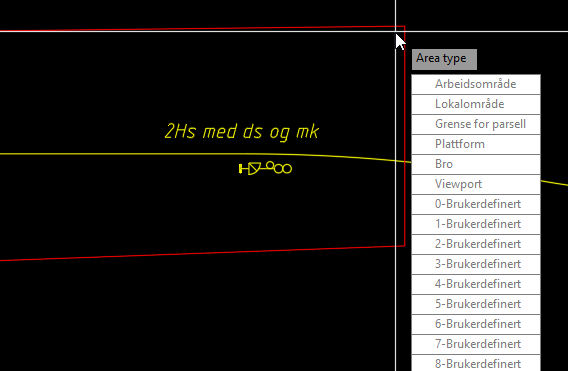 Area type
Arbeidsområde
Lokalområde
Grense for parsell
Plattform
Bro
Viewport
0-Brukerdefinert
1-Brukerdefinert
2-Brukerdefinert
3-Brukerdefinert
4-Brukerdefinert
5-Brukerdefinert
6-Brukerdefinert
7-Brukerdefinert
8-Brukerdefinert
2Hs med ds og mk